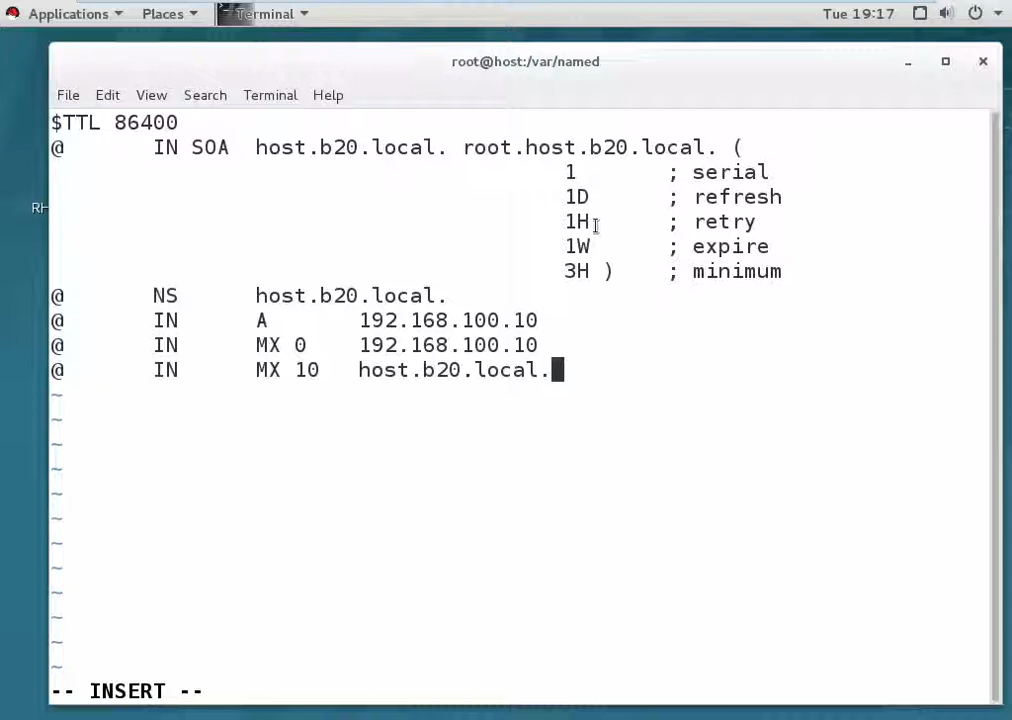 Applications Places Terminal Tue 19:17
root@host:/var/named
File Edit View Search Terminal Help
$TTL 86400
@ IN SOA host.b20.local. root.host.b20.local. (
1 ; serial
1D ; refresh
1H ; retry
1W ; expire
3H ) ; minimum
@ NS host.b20.local.
@ IN A 192.168.100.10
@ IN MX 0 192.168.100.10
@ IN MX 10 host.b20.local.
~
~
~
~
~
~
~
~
~
~
~
~
-- INSERT --
RH